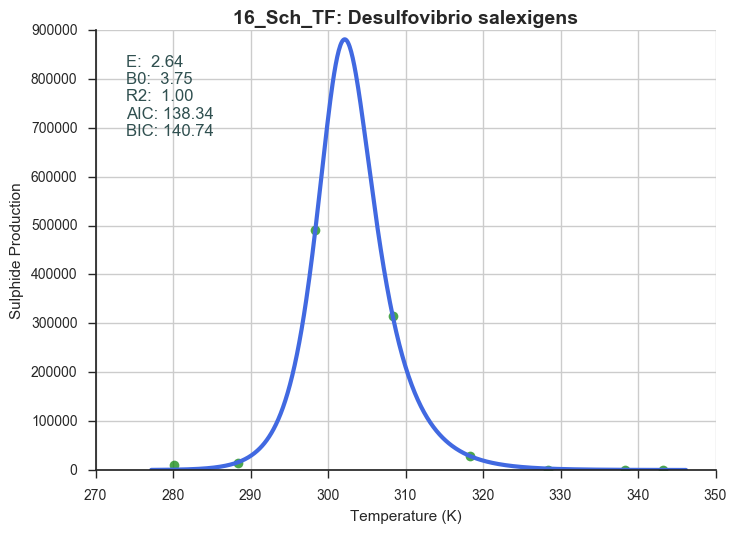 16_Sch_TF: Desulfovibrio salexigens
900000
800000
700000
600000
500000
400000
300000
200000
100000
0
Sulphide Production
E:  2.64
B0:  3.75
R2:  1.00
AIC: 138.34
BIC: 140.74
270 280 290 300 310 320 330 340 350
Temperature (K)